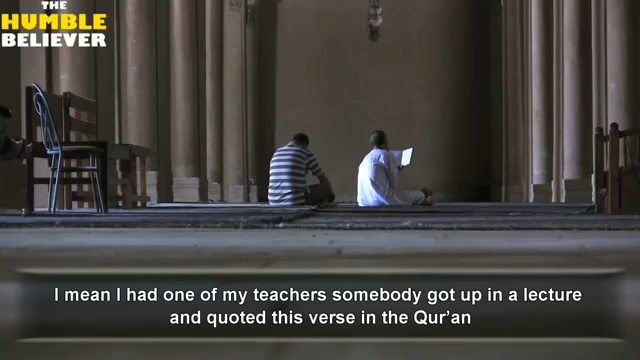 THE
HUMBLE
BELIEVER
I mean I had one of my teachers somebody got up in a lecture
and quoted this verse in the Qur’an